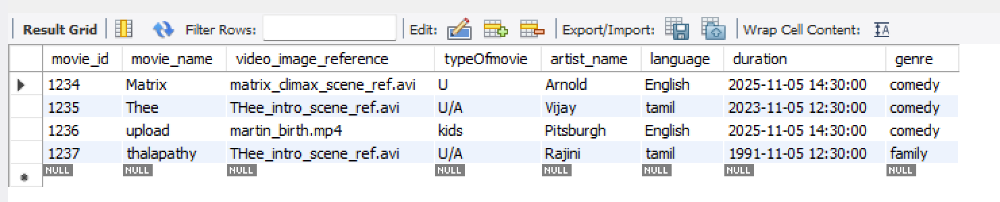 Result Grid Filter Rows: Edit: Export/Import: Wrap Cell Content: IA
movie_id movie_name video_image_reference typeOfmovie artist_name language duration genre
1234 Matrix matrix_climax_scene_ref.avi U Arnold English 2025-11-05 14:30:00 comedy
1235 Thee THee_intro_scene_ref.avi U/A Vijay tamil 2023-11-05 12:30:00 comedy
1236 upload martin_birth.mp4 kids Pitsburgh English 2025-11-05 14:30:00 comedy
1237 thalapathy THee_intro_scene_ref.avi U/A Rajini tamil 1991-11-05 12:30:00 family
NULL NULL NULL NULL NULL NULL NULL NULL